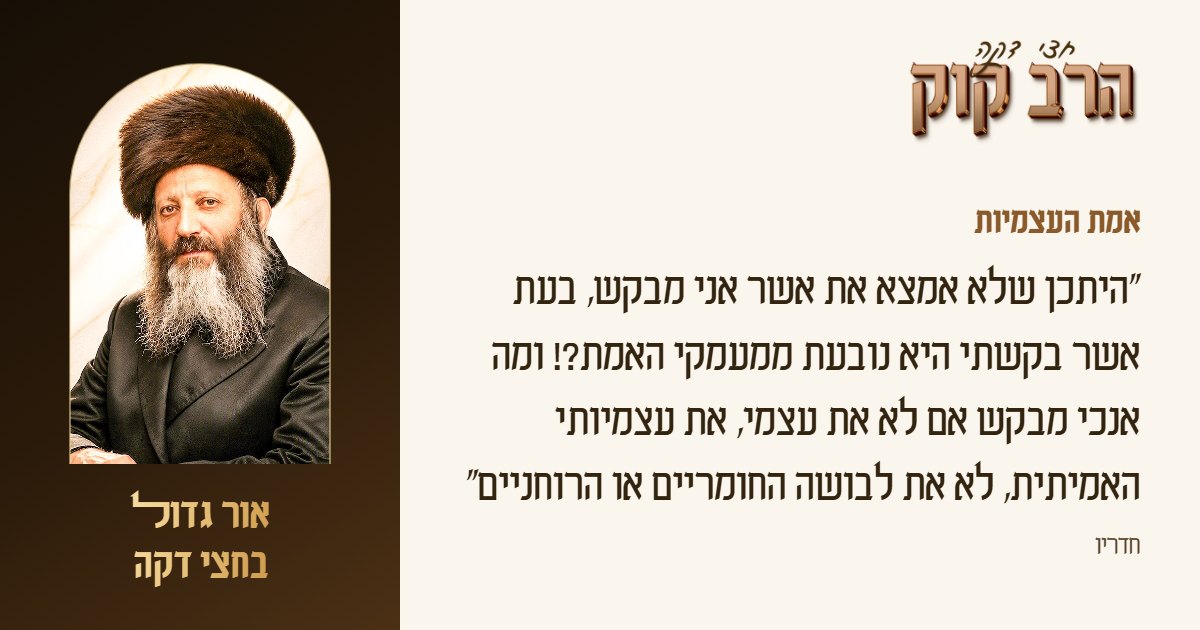 חצי דקה
הרב קוק
אמת העצמיות
"היתכן שלא אמצא את אשר אני מבקש, בעת
אשר בקשתי היא נובעת ממעמקי האמת?! ומה
אנכי מבקש אם לא את עצמי, את עצמיותי
האמיתית, לא את לבושה החומריים או הרוחניים"
חדריו
אור גדול
בחצי דקה